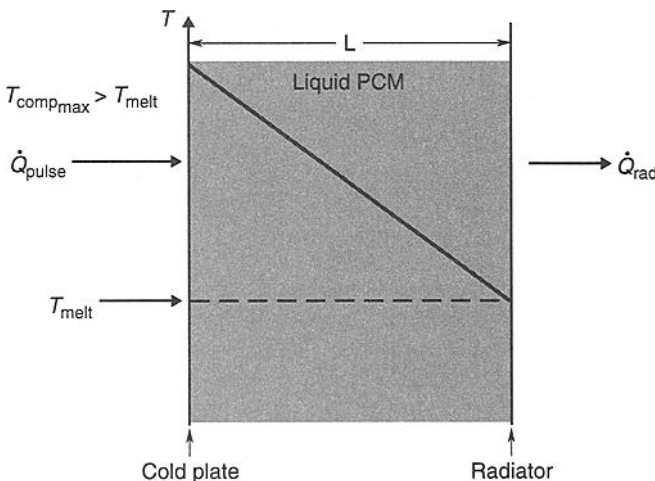 T
L
Liquid PCM
T_comp_max > T_melt
Q̇_pulse
Q̇_rad
T_melt
Cold plate
Radiator